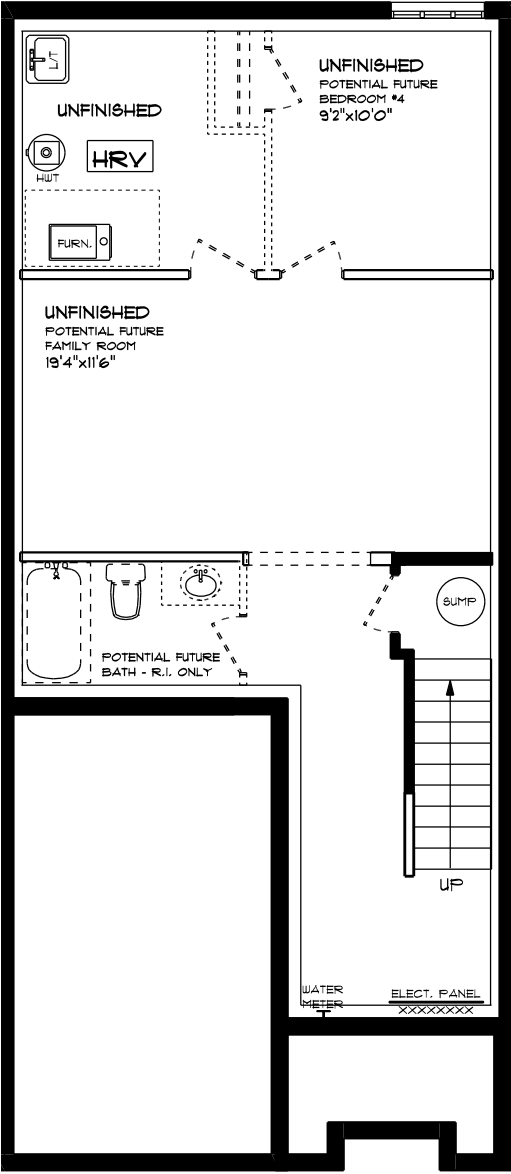 L/T
UNFINISHED
HRV
HWT
FURN.
UNFINISHED
POTENTIAL FUTURE
BEDROOM #4
9'2"x10'0"
UNFINISHED
POTENTIAL FUTURE
FAMILY ROOM
19'4"x11'6"
SUMP
POTENTIAL FUTURE
BATH - R.I. ONLY
UP
WATER
METER
ELECT. PANEL
XXXXXXXX